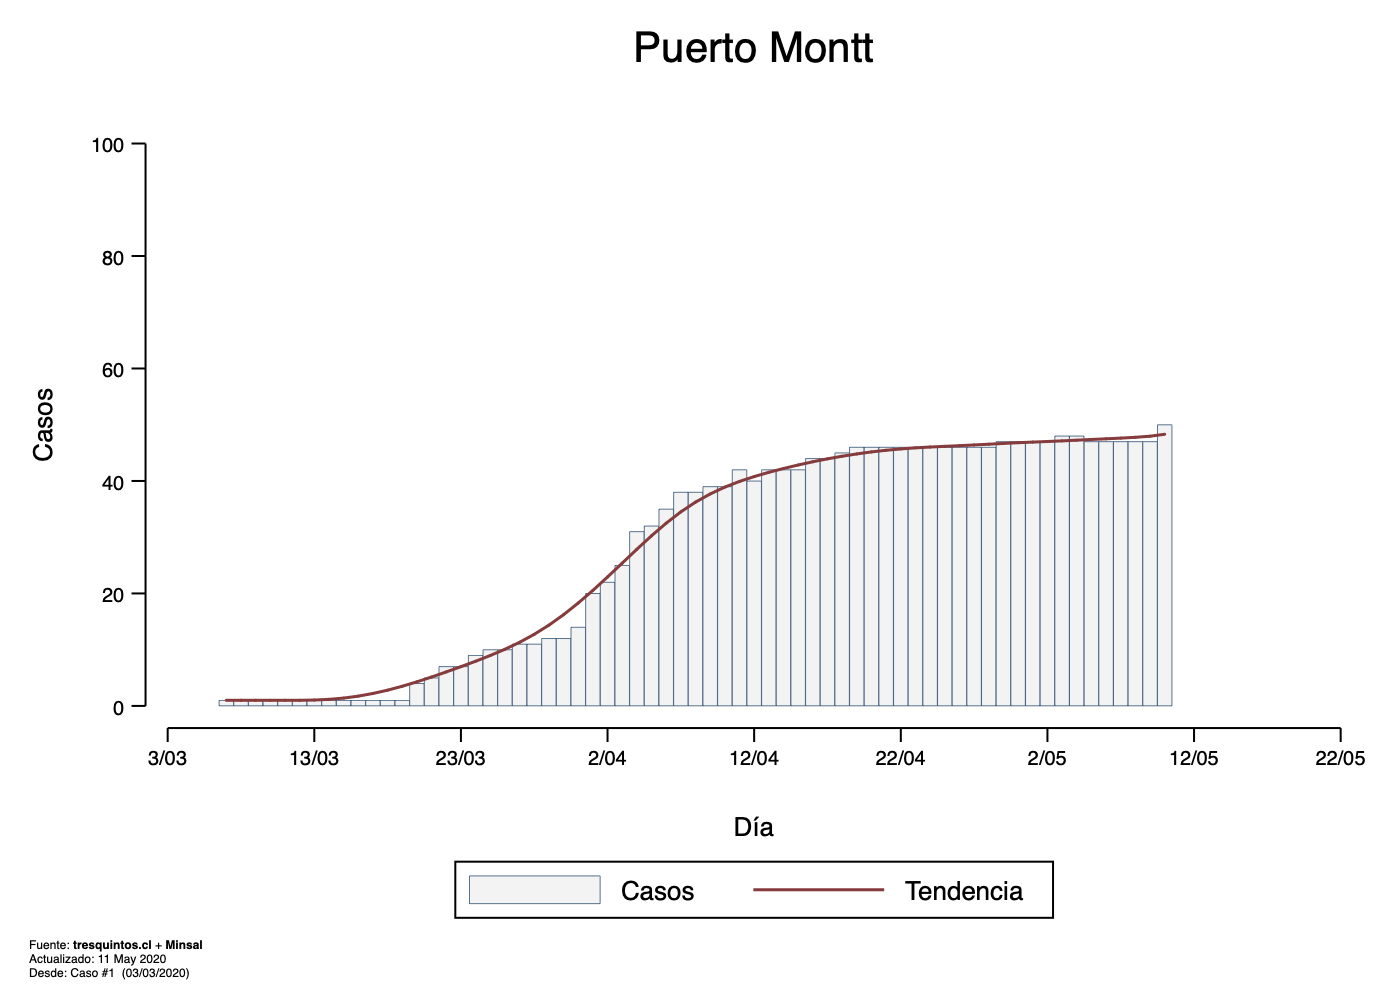 Puerto Montt
100
80
60
40
20
0
Casos
3/03 13/03 23/03 2/04 12/04 22/04 2/05 12/05 22/05
Día
Casos Tendencia
Fuente: tresquintos.cl + Minsal
Actualizado: 11 May 2020
Desde: Caso #1 (03/03/2020)